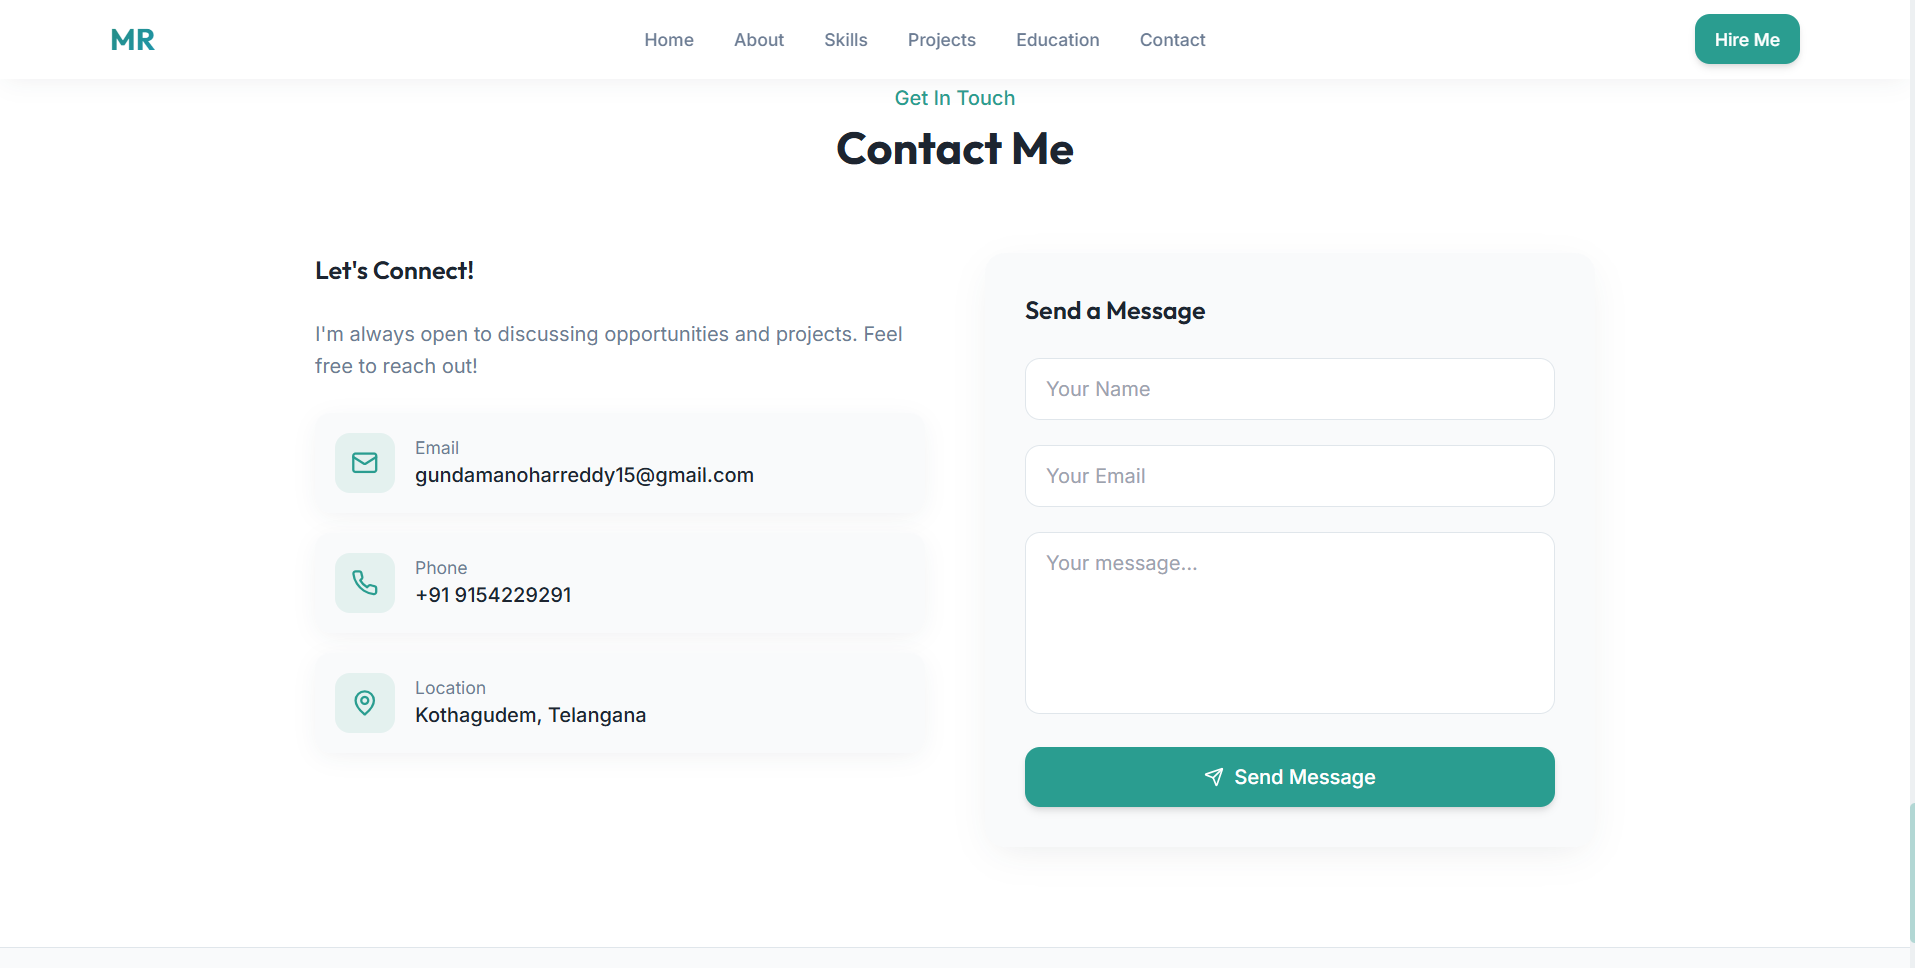 MR
Home
About
Skills
Projects
Education
Contact
Hire Me
Get In Touch
Contact Me
Let's Connect!
I'm always open to discussing opportunities and projects. Feel
free to reach out!
Email
gundamanoharreddy15@gmail.com
Phone
+91 9154229291
Location
Kothagudem, Telangana
Send a Message
Your Name
Your Email
Your message...
Send Message